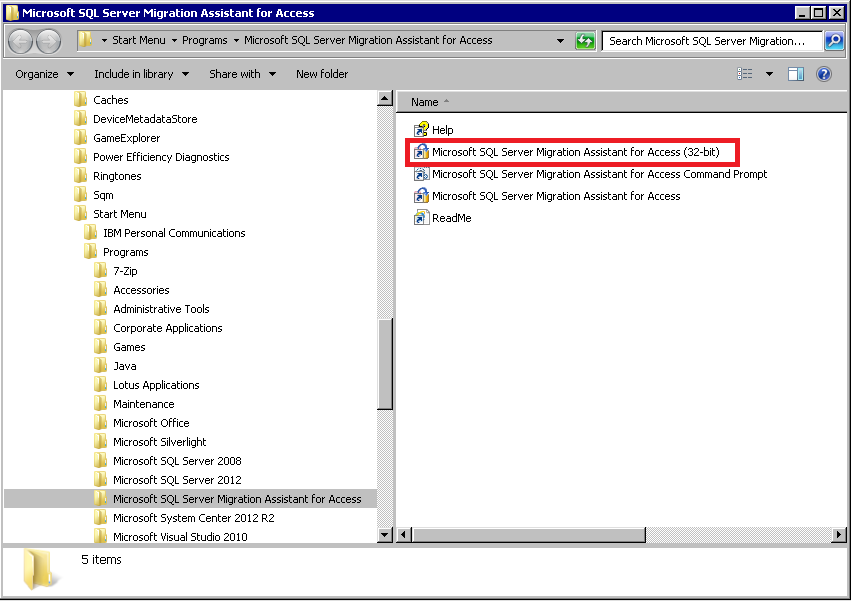 Microsoft SQL Server Migration Assistant for Access
Start Menu Programs Microsoft SQL Server Migration Assistant for Access
Search Microsoft SQL Server Migration...
Organize Include in library Share with New folder
Caches
DeviceMetadataStore
GameExplorer
Power Efficiency Diagnostics
Ringtones
Sqm
Start Menu
IBM Personal Communications
Programs
7-Zip
Accessories
Administrative Tools
Corporate Applications
Games
Java
Lotus Applications
Maintenance
Microsoft Office
Microsoft Silverlight
Microsoft SQL Server 2008
Microsoft SQL Server 2012
Microsoft SQL Server Migration Assistant for Access
Microsoft System Center 2012 R2
Microsoft Visual Studio 2010
Name
Help
Microsoft SQL Server Migration Assistant for Access (32-bit)
Microsoft SQL Server Migration Assistant for Access Command Prompt
Microsoft SQL Server Migration Assistant for Access
ReadMe
5 items